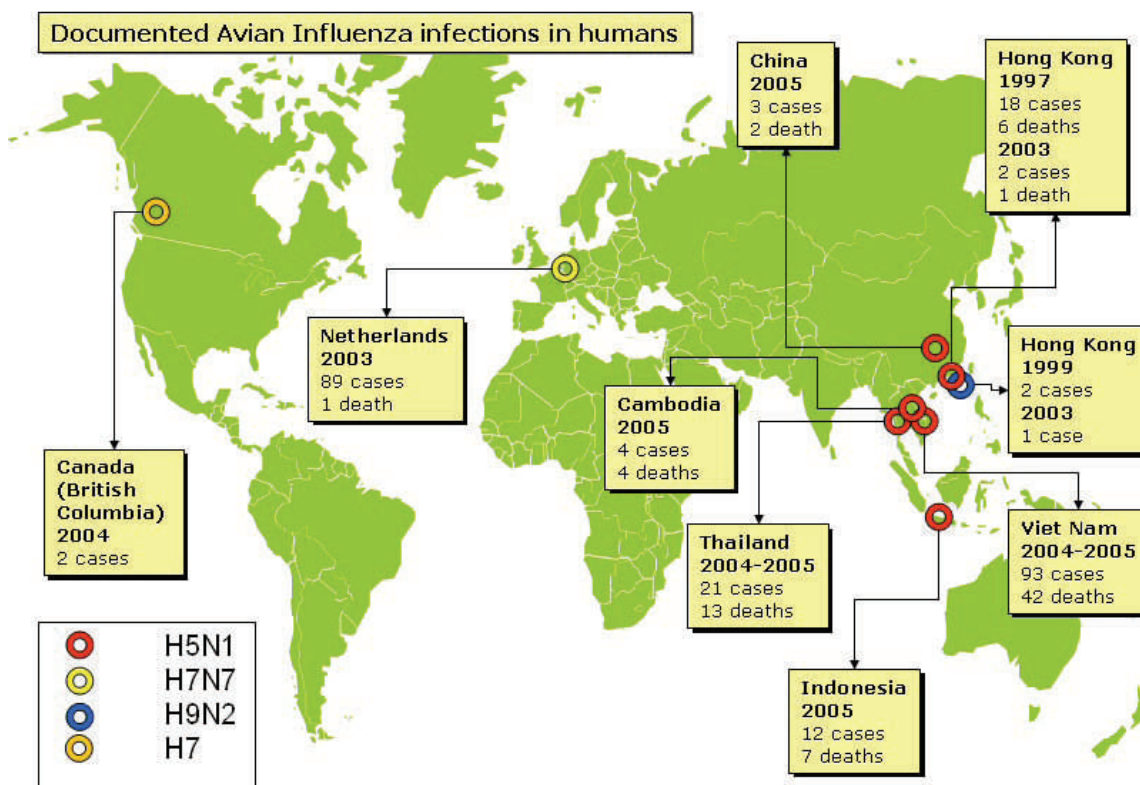 Documented Avian Influenza infections in humans
China
2005
3 cases
2 death
Hong Kong
1997
18 cases
6 deaths
2003
2 cases
1 death
Netherlands
2003
89 cases
1 death
Hong Kong
1999
2 cases
2003
1 case
Cambodia
2005
4 cases
4 deaths
Canada
(British
Columbia)
2004
2 cases
Thailand
2004-2005
21 cases
13 deaths
Viet Nam
2004-2005
93 cases
42 deaths
Indonesia
2005
12 cases
7 deaths
H5N1
H7N7
H9N2
H7